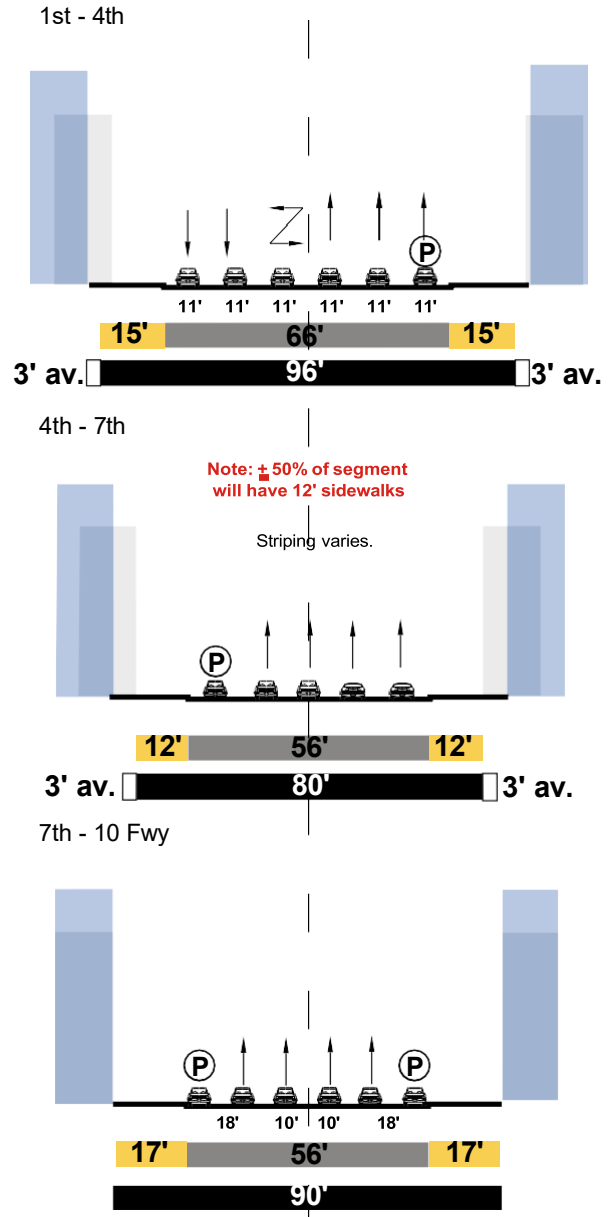 1st - 4th
P
11' 11' 11' 11' 11' 11'
15' 66' 15'
3' av. 96' 3' av.
4th - 7th
Note: ± 50% of segment
will have 12' sidewalks
Striping varies.
P
12' 56' 12'
3' av. 80' 3' av.
7th - 10 Fwy
P P
18' 10' 10' 18'
17' 56' 17'
90'